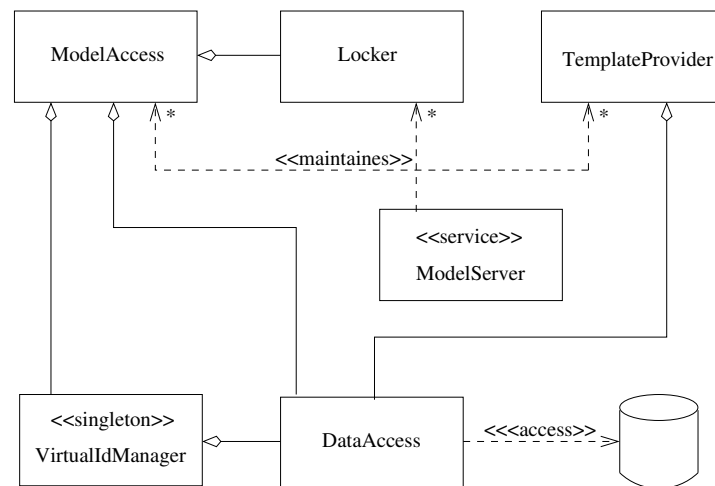 ModelAccess
Locker
TemplateProvider
*
*
*
<<maintaines>>
<<service>>
ModelServer
<<singleton>>
VirtualIdManager
DataAccess
<<<access>>